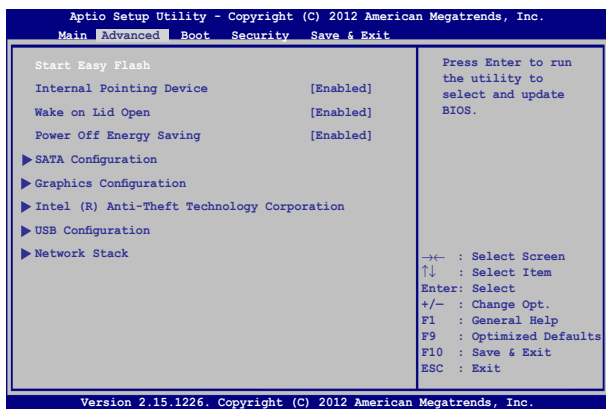 Aptio Setup Utility - Copyright (C) 2012 American Megatrends, Inc.
Main Advanced Boot Security Save & Exit
Start Easy Flash
Internal Pointing Device [Enabled]
Wake on Lid Open [Enabled]
Power Off Energy Saving [Enabled]
SATA Configuration
Graphics Configuration
Intel (R) Anti-Theft Technology Corporation
USB Configuration
Network Stack
Press Enter to run
the utility to
select and update
BIOS.
→← : Select Screen
↑↓ : Select Item
Enter: Select
+/— : Change Opt.
F1 : General Help
F9 : Optimized Defaults
F10 : Save & Exit
ESC : Exit
Version 2.15.1226. Copyright (C) 2012 American Megatrends, Inc.